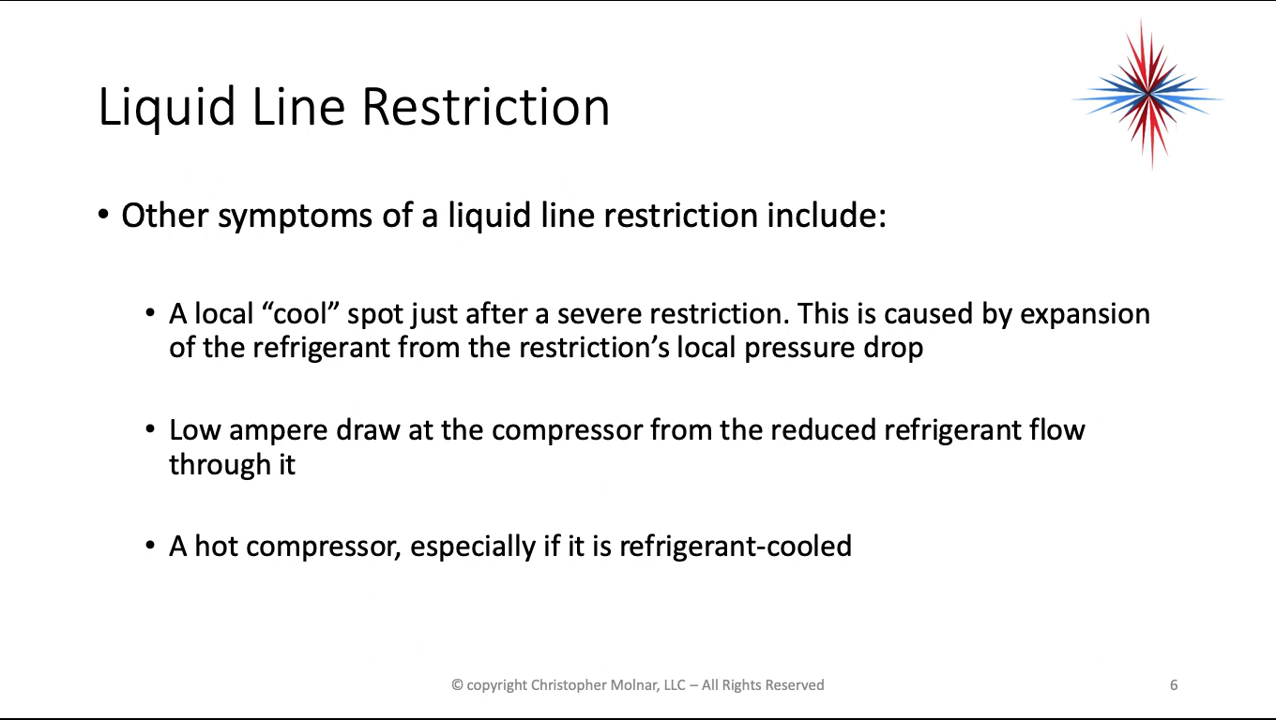 Liquid Line Restriction
• Other symptoms of a liquid line restriction include:
• A local “cool” spot just after a severe restriction. This is caused by expansion
of the refrigerant from the restriction’s local pressure drop
• Low ampere draw at the compressor from the reduced refrigerant flow
through it
• A hot compressor, especially if it is refrigerant-cooled
© copyright Christopher Molnar, LLC – All Rights Reserved
6